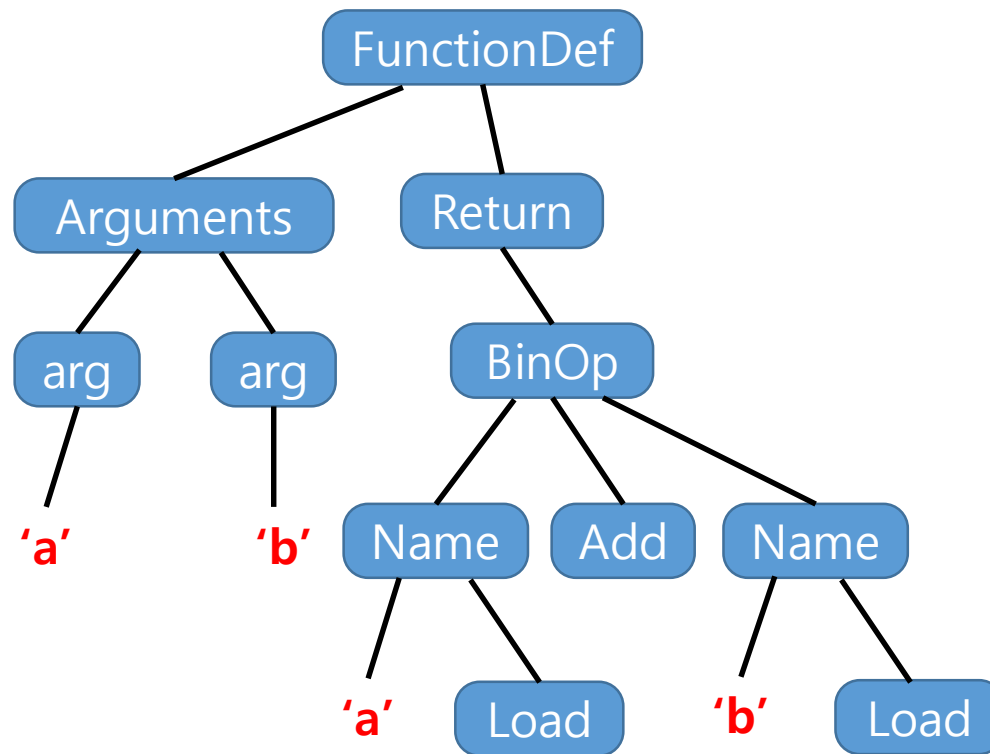 FunctionDef
Arguments
Return
arg
arg
BinOp
‘a’
‘b’
Name
Add
Name
‘a’
Load
‘b’
Load